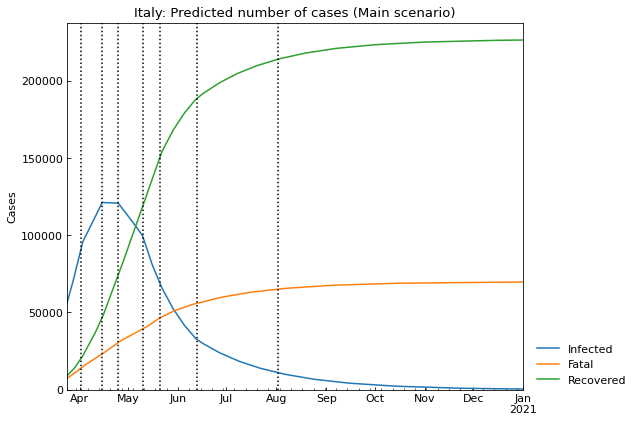 Italy: Predicted number of cases (Main scenario)
Cases
200000
150000
100000
50000
0
Apr May Jun Jul Aug Sep Oct Nov Dec Jan
2021
Infected
Fatal
Recovered